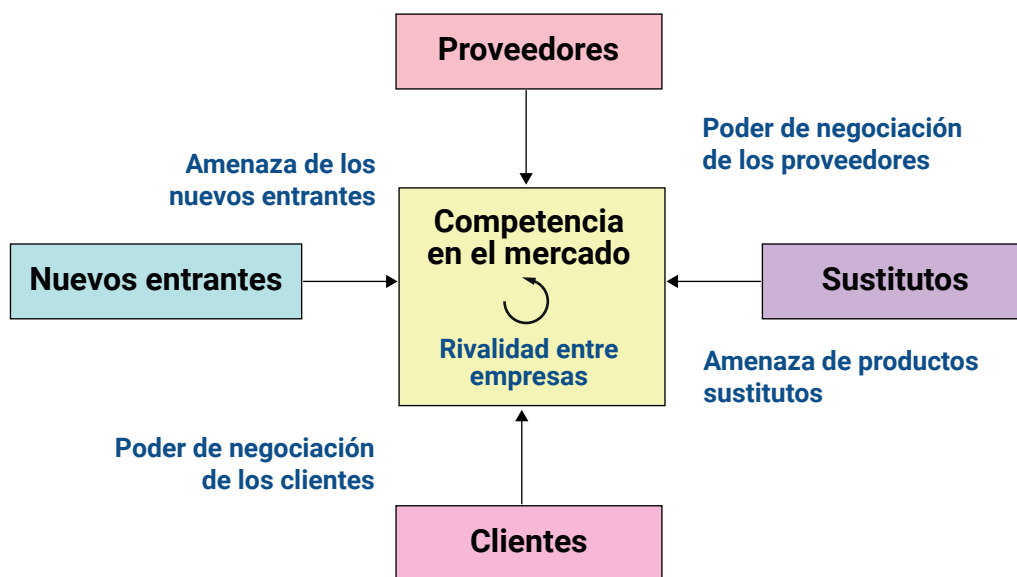 Proveedores
Poder de negociación
de los proveedores
Amenaza de los
nuevos entrantes
Competencia
en el mercado
Nuevos entrantes
Sustitutos
Rivalidad entre
empresas
Amenaza de productos
sustitutos
Poder de negociación
de los clientes
Clientes